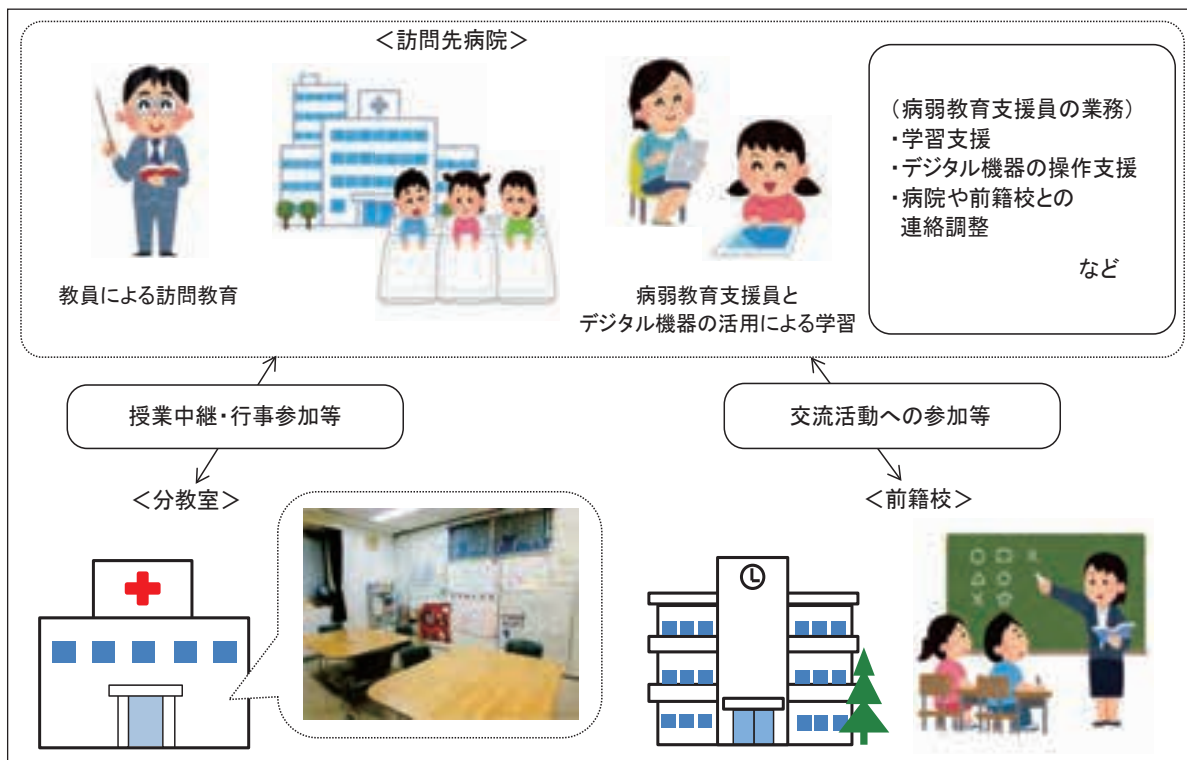 ＜訪問先病院＞
教員による訪問教育
病弱教育支援員と
デジタル機器の活用による学習
（病弱教育支援員の業務）
・学習支援
・デジタル機器の操作支援
・病院や前籍校との
連絡調整
など
授業中継・行事参加等
交流活動への参加等
＜分教室＞
＜前籍校＞